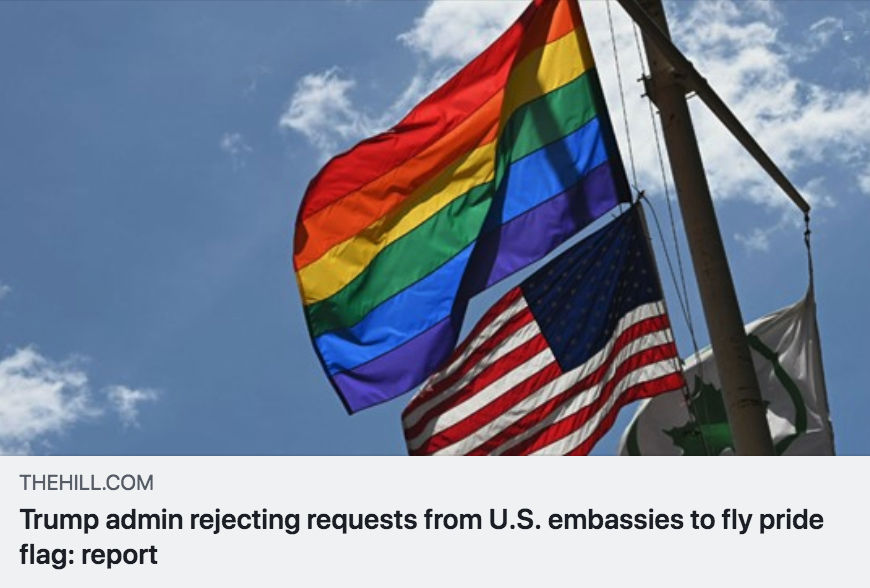 THEHILL.COM
Trump admin rejecting requests from U.S. embassies to fly pride
flag: report